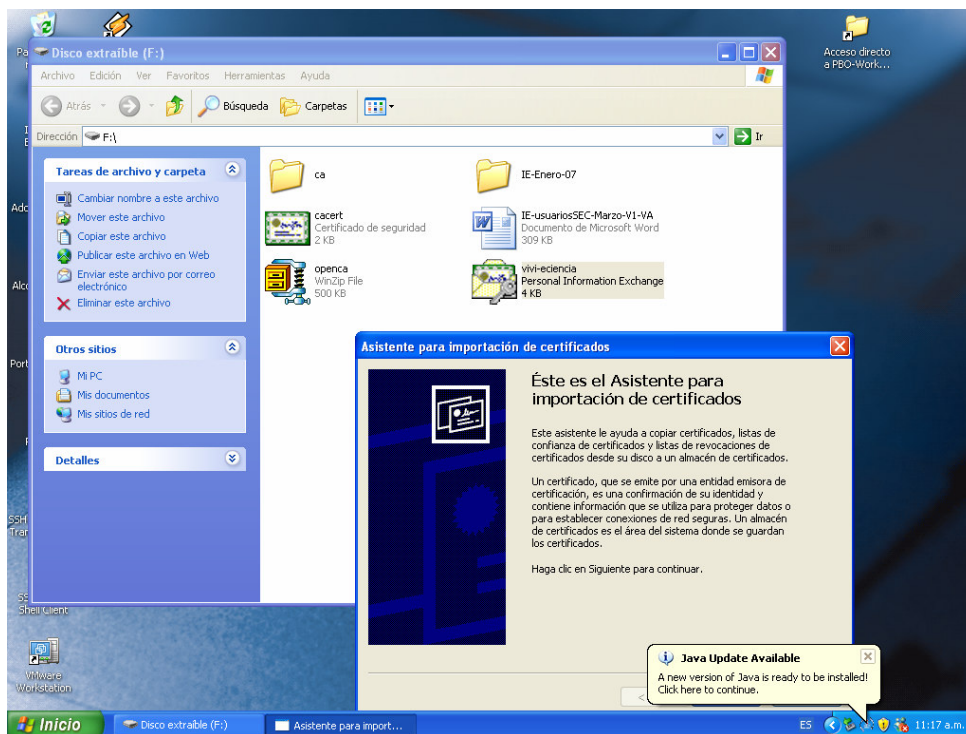 Acceso directo
a PBO-Work...
Disco extraíble (F:)
Archivo Edición Ver Favoritos Herramientas Ayuda
Atrás Búsqueda Carpetas
Dirección F:\ Ir
Tareas de archivo y carpeta
Cambiar nombre a este archivo
Mover este archivo
Copiar este archivo
Publicar este archivo en Web
Enviar este archivo por correo
electrónico
Eliminar este archivo
Otros sitios
Mi PC
Mis documentos
Mis sitios de red
Detalles
ca
IE-Enero-07
cacert
Certificado de seguridad
2 KB
IE-usuariosSEC-Marzo-V1-VA
Documento de Microsoft Word
309 KB
openca
WinZip File
500 KB
vivi-eciencia
Personal Information Exchange
4 KB
Asistente para importación de certificados
Éste es el Asistente para
importación de certificados
Este asistente le ayuda a copiar certificados, listas de
confianza de certificados y listas de revocaciones de
certificados desde su disco a un almacén de certificados.
Un certificado, que se emite por una entidad emisora de
certificación, es una confirmación de su identidad y
contiene información que se utiliza para proteger datos o
para establecer conexiones de red seguras. Un almacén
de certificados es el área del sistema donde se guardan
los certificados.
Haga clic en Siguiente para continuar.
<
Java Update Available
A new version of Java is ready to be installed!
Click here to continue.
Shell Client
VMware
Workstation
Inicio
Disco extraíble (F:)
Asistente para import...
ES
11:17 a.m.